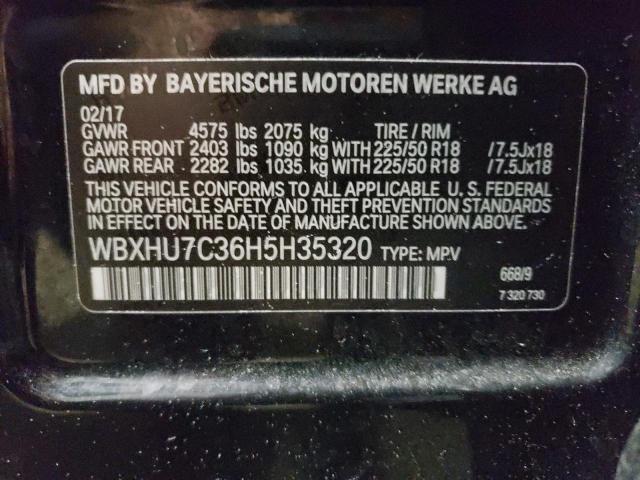 MFD BY BAYERISCHE MOTOREN WERKE AG
02/17
GVWR 4575 lbs 2075 kg TIRE / RIM
GAWR FRONT 2403 lbs 1090 kg WITH 225/50 R18 /7.5Jx18
GAWR REAR 2282 lbs 1035 kg WITH 225/50 R18 /7.5Jx18
THIS VEHICLE CONFORMS TO ALL APPLICABLE U. S. FEDERAL
MOTOR VEHICLE SAFETY AND THEFT PREVENTION STANDARDS
IN EFFECT ON THE DATE OF MANUFACTURE SHOWN ABOVE.
WBXHU7C36H5H35320 TYPE: MPV
668/9
7 320 730